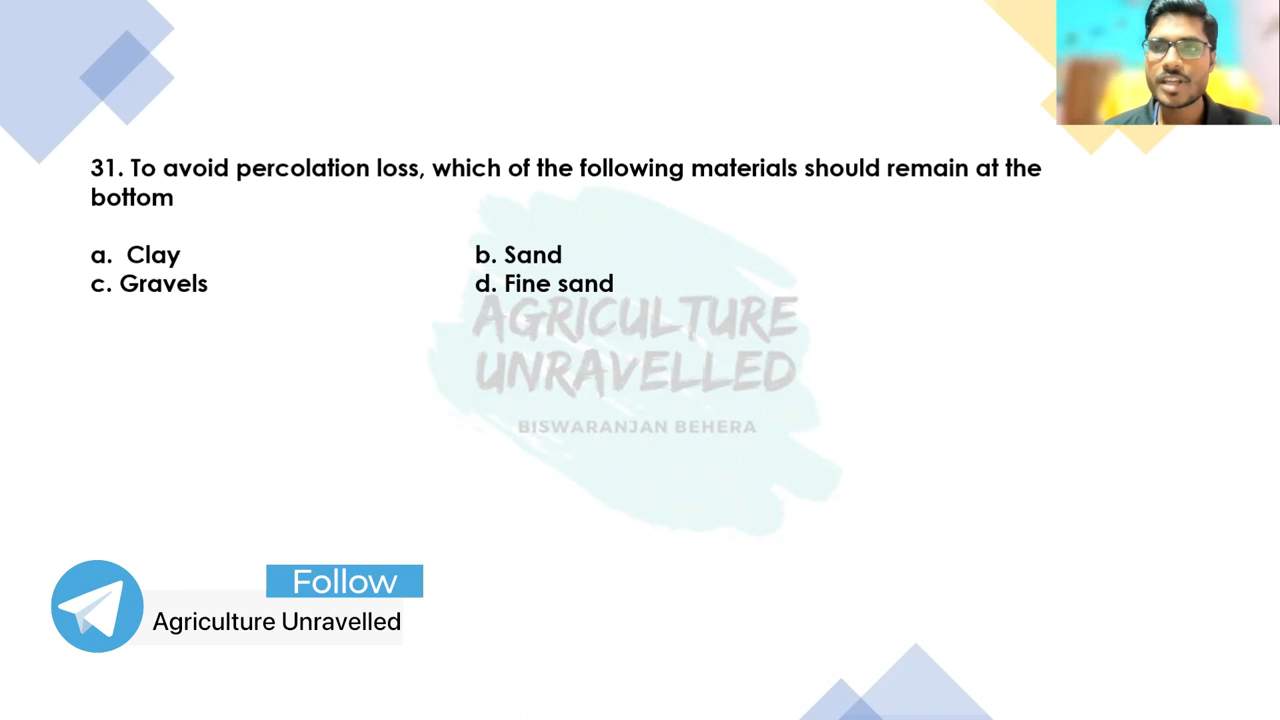 31. To avoid percolation loss, which of the following materials should remain at the
bottom
a. Clay
b. Sand
c. Gravels
d. Fine sand
AGRICULTURE
UNRAVELLED
BISWARANJAN BEHERA
Follow
Agriculture Unravelled